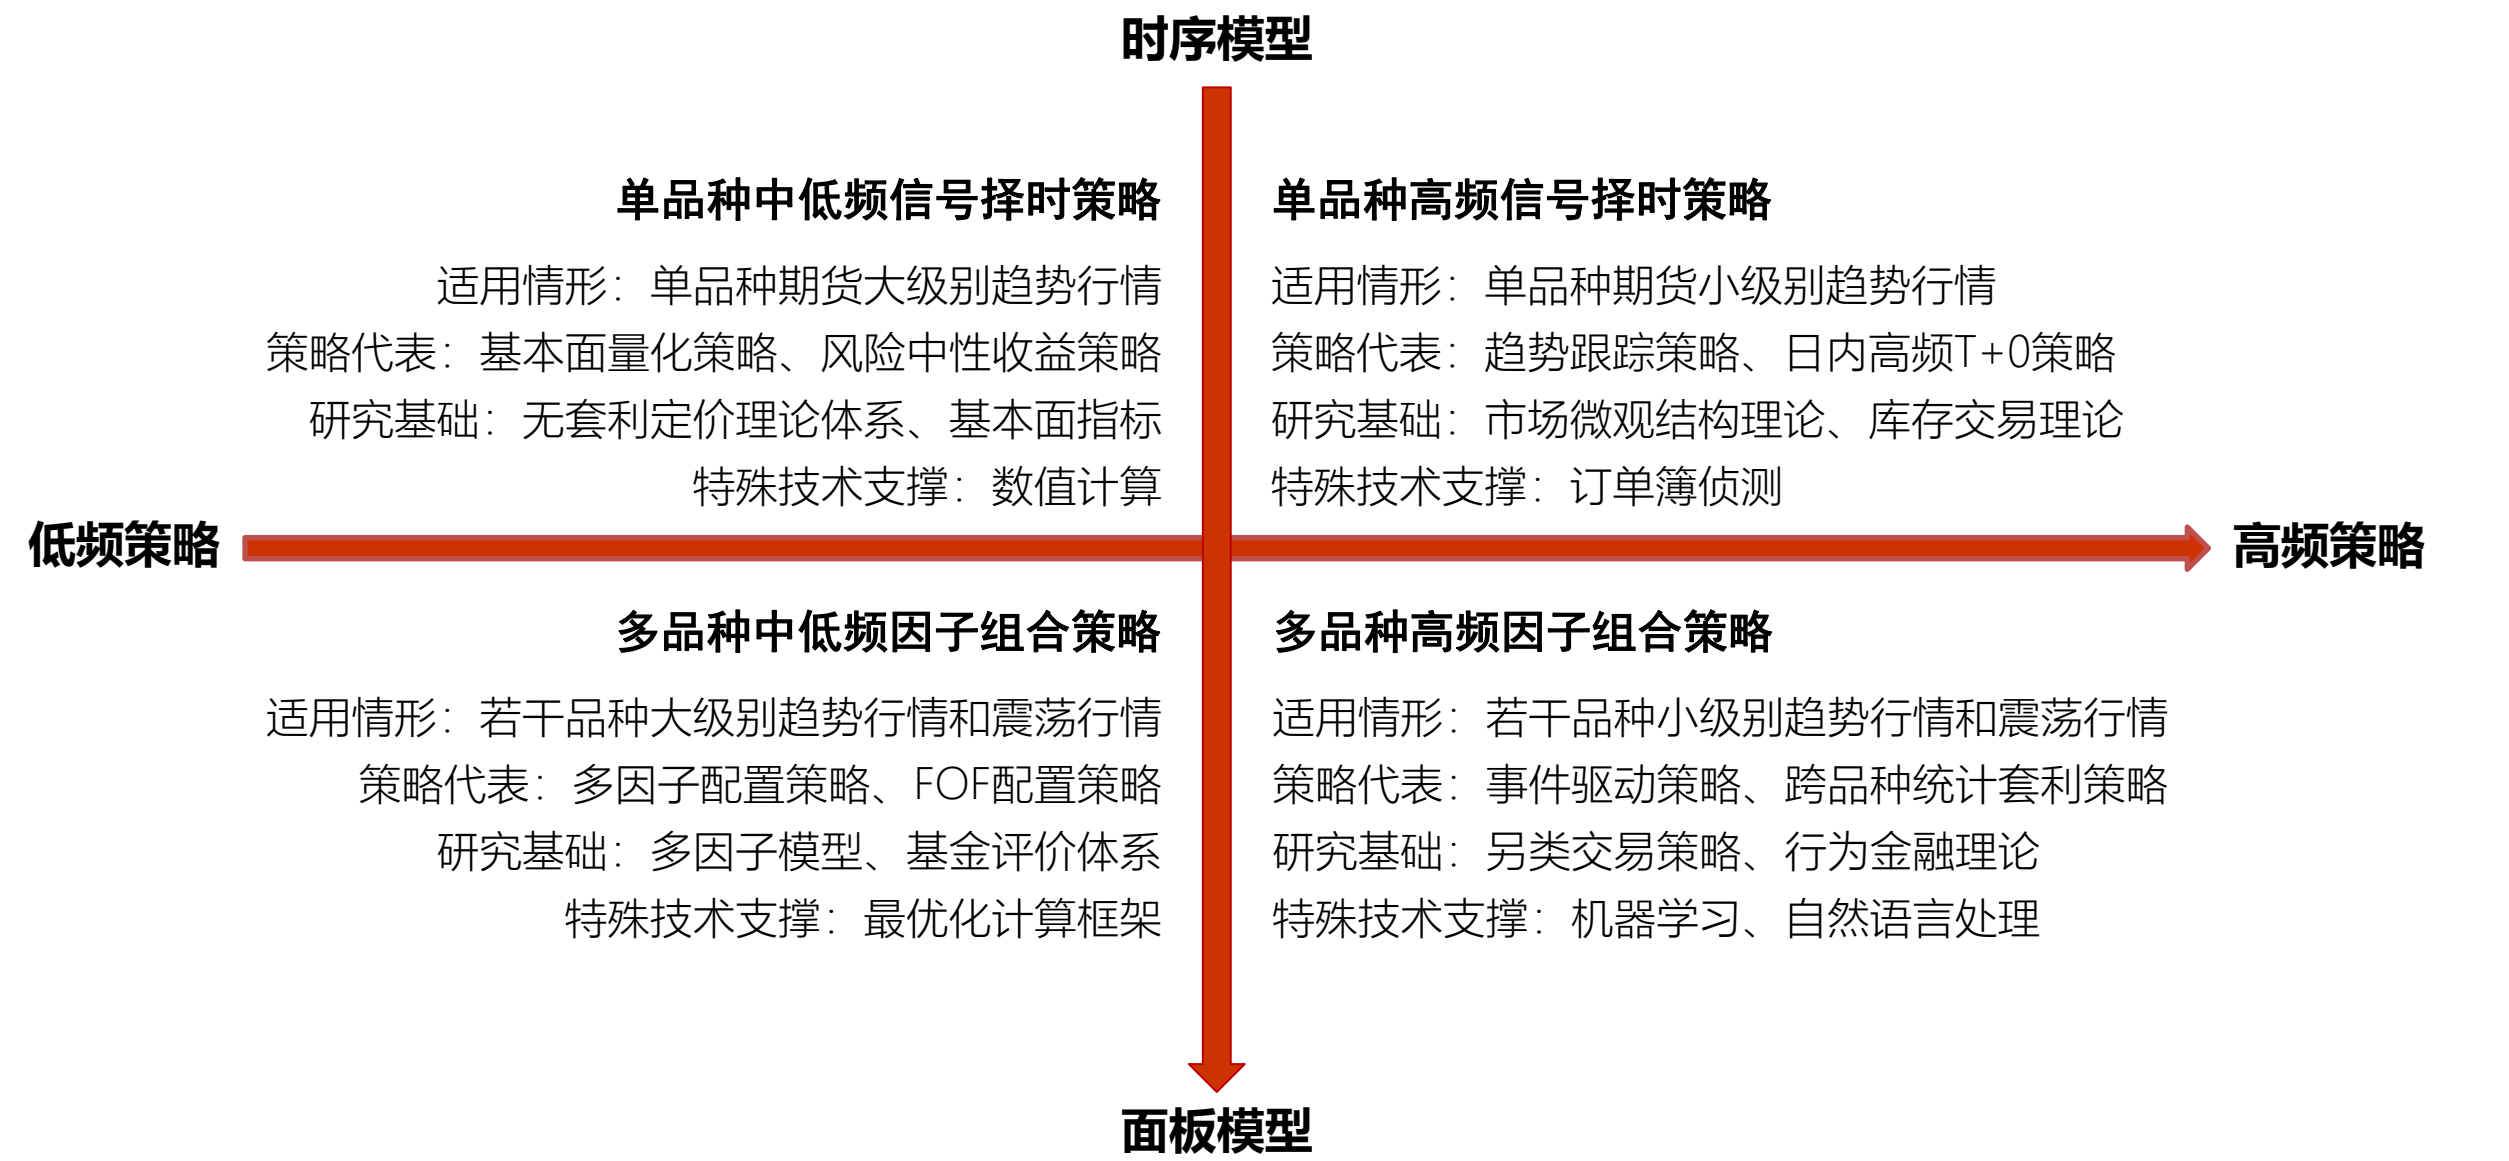 时序模型
单品种中低频信号择时策略
适用情形：单品种期货大级别趋势行情
策略代表：基本面量化策略、风险中性收益策略
研究基础：无套利定价理论体系、基本面指标
特殊技术支撑：数值计算
单品种高频信号择时策略
适用情形：单品种期货小级别趋势行情
策略代表：趋势跟踪策略、日内高频T+0策略
研究基础：市场微观结构理论、库存交易理论
特殊技术支撑：订单簿侦测
低频策略
高频策略
多品种中低频因子组合策略
适用情形：若干品种大级别趋势行情和震荡行情
策略代表：多因子配置策略、FOF配置策略
研究基础：多因子模型、基金评价体系
特殊技术支撑：最优化计算框架
多品种高频因子组合策略
适用情形：若干品种小级别趋势行情和震荡行情
策略代表：事件驱动策略、跨品种统计套利策略
研究基础：另类交易策略、行为金融理论
特殊技术支撑：机器学习、自然语言处理
面板模型